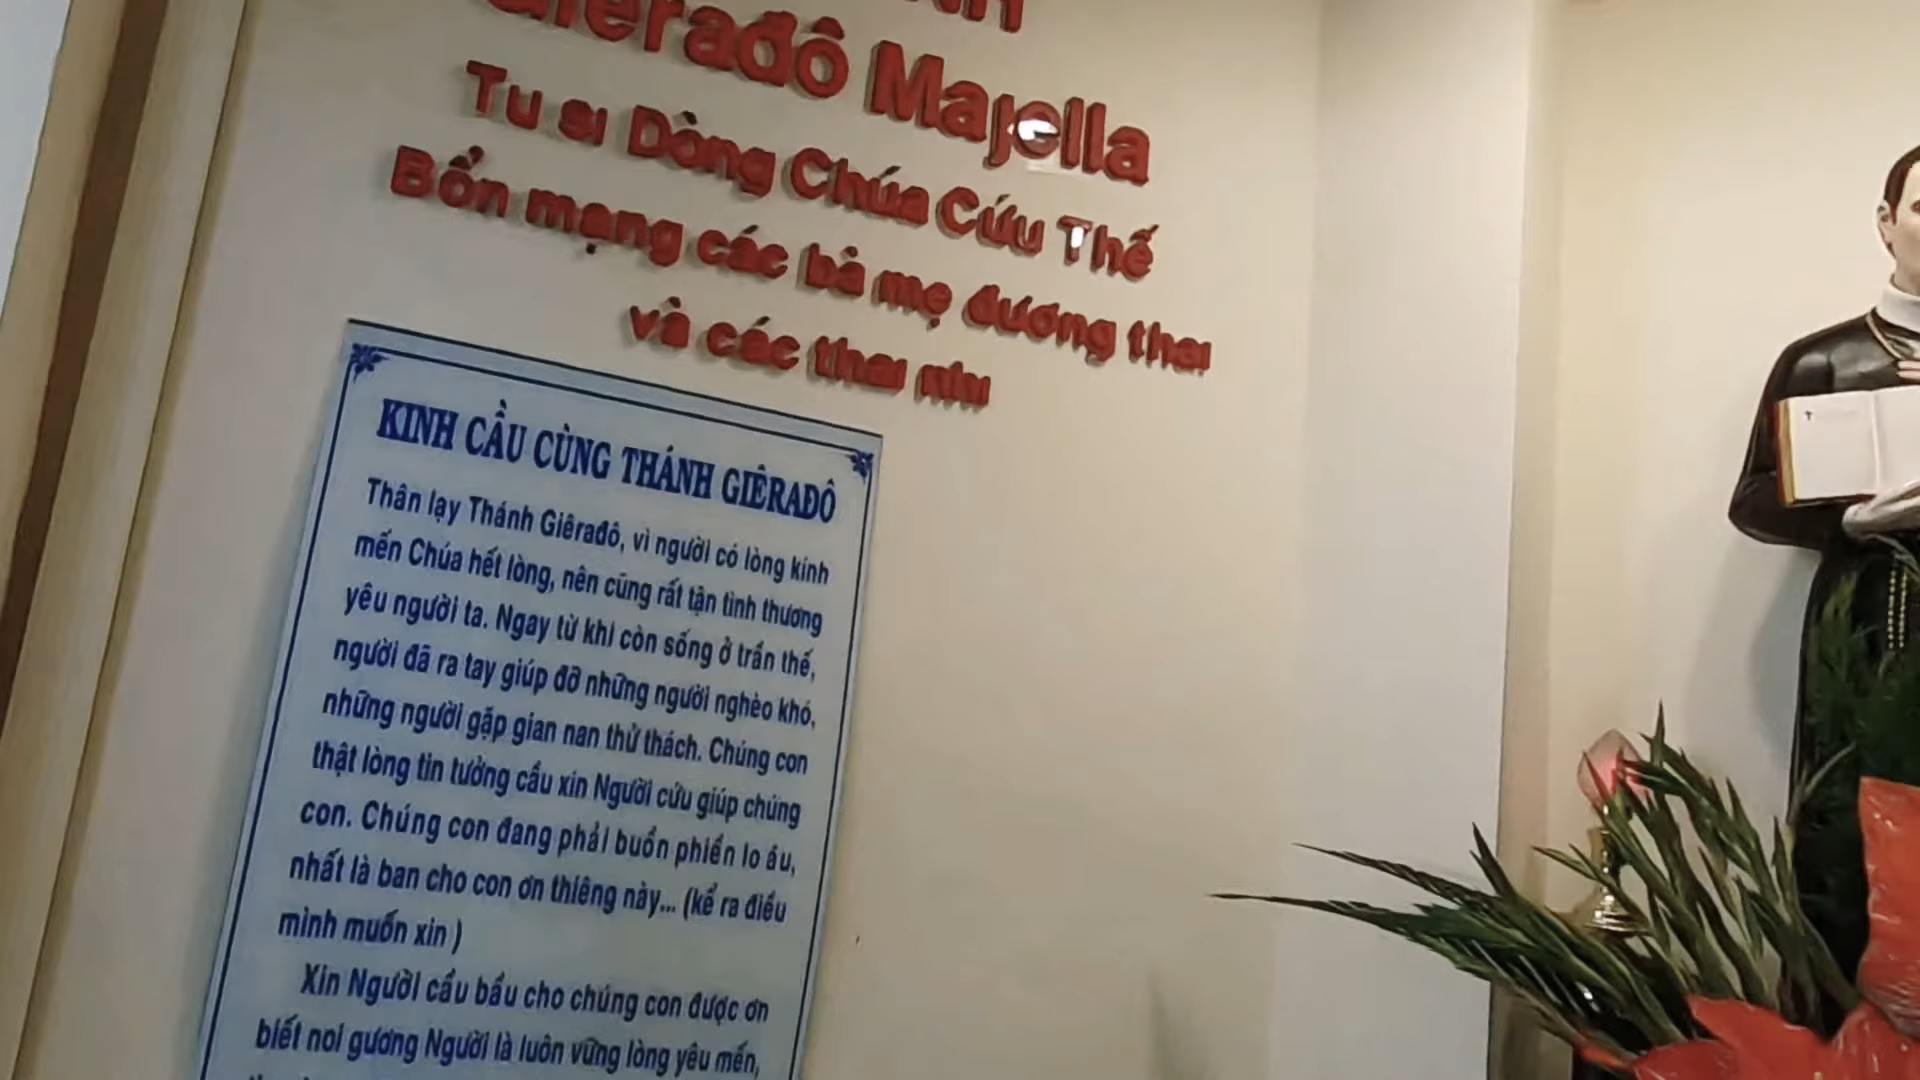 Giêrađô Majella
Tu sĩ Dòng Chúa Cứu Thế
Bổn mạng các bà mẹ đương thai
và các thai nhi
KINH CẦU CÙNG THÁNH GIÊRAĐÔ
Thân lạy Thánh Giêrađô, vì người có lòng kính
mến Chúa hết lòng, nên cũng rất tận tình thương
yêu người ta. Ngay từ khi còn sống ở trần thế,
người đã ra tay giúp đỡ những người nghèo khó,
những người gặp gian nan thử thách. Chúng con
thật lòng tin tưởng cầu xin Người cứu giúp chúng
con. Chúng con đang phải buồn phiền lo âu,
nhất là ban cho con ơn thiêng này... (kể ra điều
mình muốn xin )
Xin Người cầu bầu cho chúng con được ơn
biết noi gương Người là luôn vững lòng yêu mến,